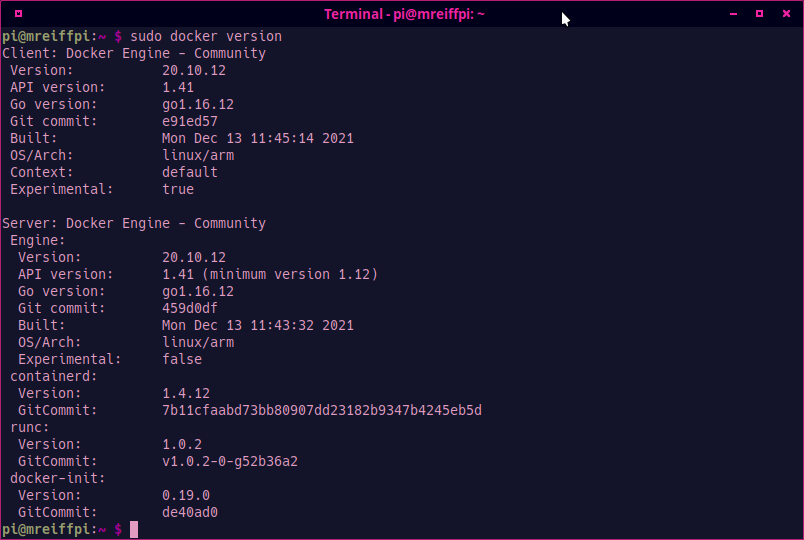 Terminal - pi@mreiffpi: ~
pi@mreiffpi:~ $ sudo docker version
Client: Docker Engine - Community
 Version:           20.10.12
 API version:       1.41
 Go version:        go1.16.12
 Git commit:        e91ed57
 Built:             Mon Dec 13 11:45:14 2021
 OS/Arch:           linux/arm
 Context:           default
 Experimental:      true

Server: Docker Engine - Community
 Engine:
  Version:          20.10.12
  API version:      1.41 (minimum version 1.12)
  Go version:       go1.16.12
  Git commit:       459d0df
  Built:            Mon Dec 13 11:43:32 2021
  OS/Arch:          linux/arm
  Experimental:     false
 containerd:
  Version:          1.4.12
  GitCommit:        7b11cfaabd73bb80907dd23182b9347b4245eb5d
 runc:
  Version:          1.0.2
  GitCommit:        v1.0.2-0-g52b36a2
 docker-init:
  Version:          0.19.0
  GitCommit:        de40ad0
pi@mreiffpi:~ $